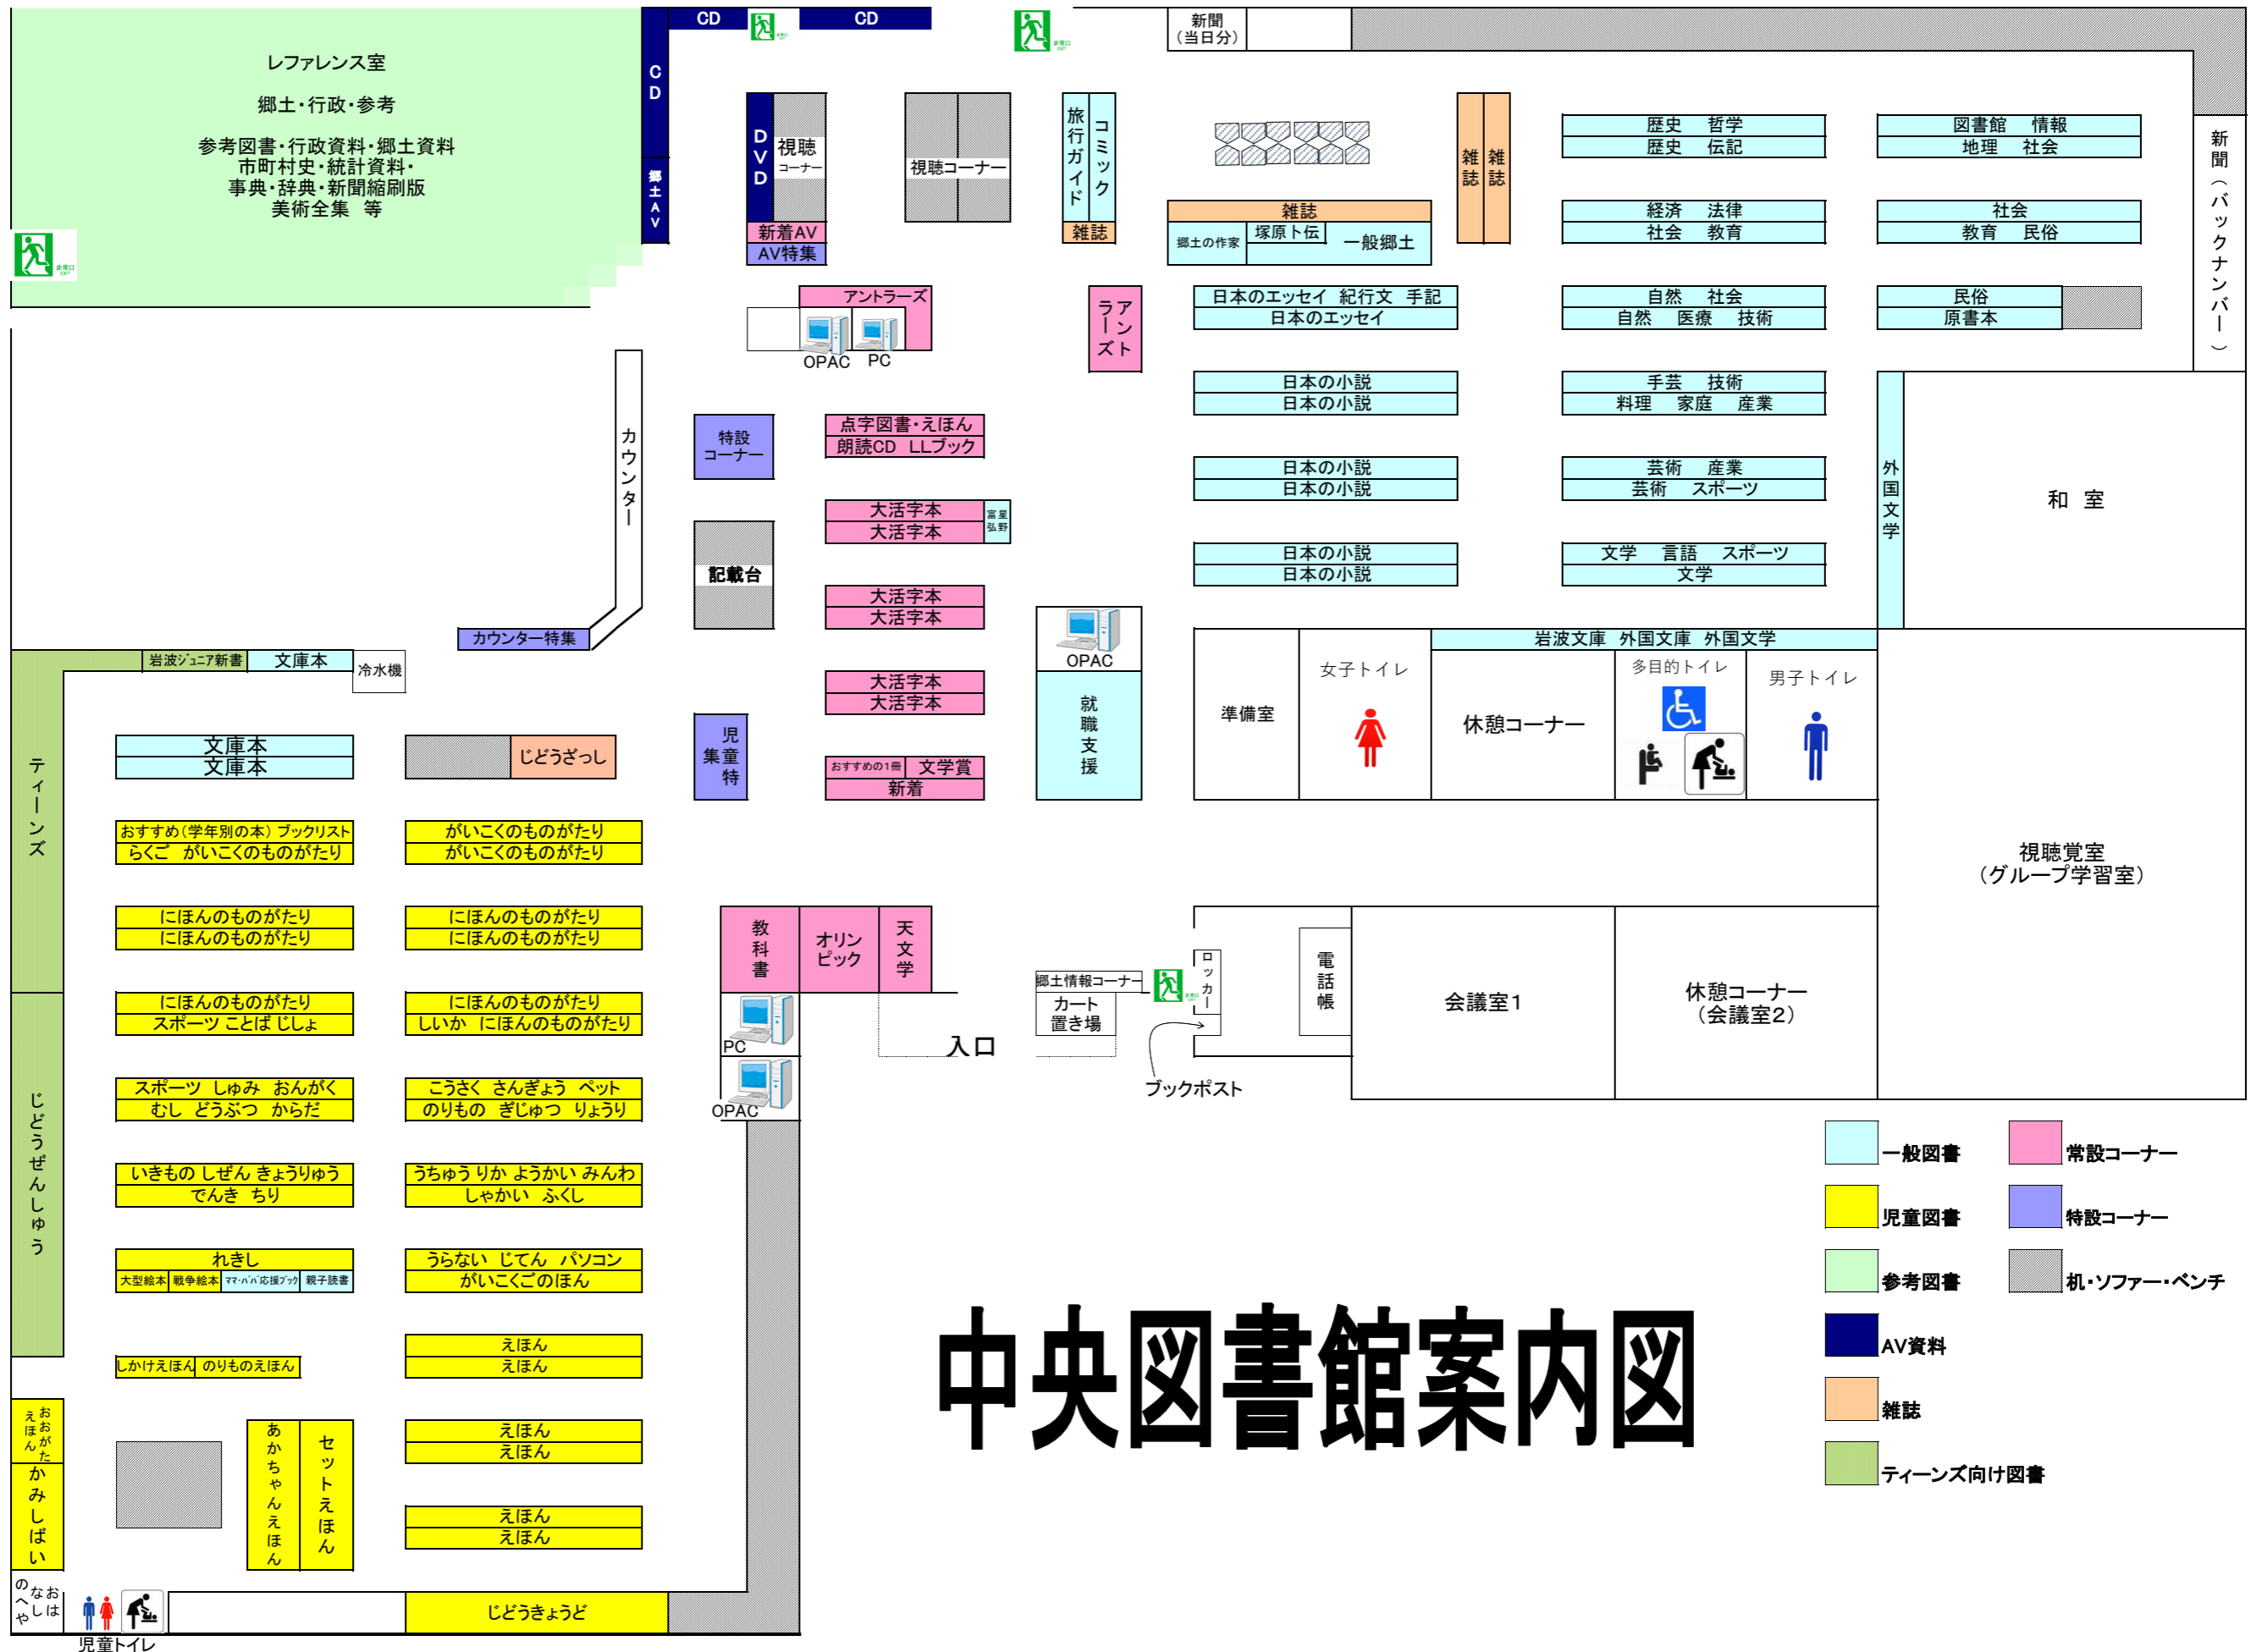 レファレンス室
郷土・行政・参考
参考図書・行政資料・郷土資料
市町村史・統計資料・
事典・辞典・新聞縮刷版
美術全集 等
CD
CD
CD
郷土AV
新聞
(当日分)
DVD
視聴
コーナー
新着AV
AV特集
視聴コーナー
旅行ガイド
コミック
雑誌
雑誌
郷土の作家
塚原卜伝
一般郷土
雑誌
雑誌
歴史 哲学
歴史 伝記
経済 法律
社会 教育
自然 社会
自然 医療 技術
手芸 技術
料理 家庭 産業
芸術 産業
芸術 スポーツ
文学 言語 スポーツ
文学
図書館 情報
地理 社会
社会
教育 民俗
民俗
原書本
新聞(バックナンバー)
外国文学
和室
アントラーズ
OPAC
PC
アントラーズ
日本のエッセイ 紀行文 手記
日本のエッセイ
日本の小説
日本の小説
日本の小説
日本の小説
日本の小説
日本の小説
カウンター
カウンター特集
特設
コーナー
記載台
児童特集
点字図書・えほん
朗読CD LLブック
大活字本
大活字本
星野
富弘
大活字本
大活字本
大活字本
大活字本
おすすめの1冊
文学賞
新着
OPAC
就職支援
準備室
女子トイレ
岩波文庫 外国文庫 外国文学
休憩コーナー
多目的トイレ
男子トイレ
視聴覚室
(グループ学習室)
岩波ジュニア新書
文庫本
冷水機
ティーンズ
じどうぜんしゅう
文庫本
文庫本
じどうざっし
おすすめ(学年別の本) ブックリスト
らくご がいこくのものがたり
がいこくのものがたり
がいこくのものがたり
にほんのものがたり
にほんのものがたり
にほんのものがたり
にほんのものがたり
にほんのものがたり
スポーツ ことば じしょ
にほんのものがたり
しいか にほんのものがたり
スポーツ しゅみ おんがく
むし どうぶつ からだ
こうさく さんぎょう ペット
のりもの ぎじゅつ りょうり
いきもの しぜん きょうりゅう
でんき ちり
うちゅう りか ようかい みんわ
しゃかい ふくし
れきし
大型絵本
戦争絵本
ママ・パパ応援ブック
親子読書
うらない じてん パソコン
がいこくごのほん
しかけえほん
のりものえほん
えほん
えほん
えほん
えほん
えほん
えほん
おおがた
えほん
かみしばい
おはなしのへや
あかちゃんえほん
セットえほん
児童トイレ
じどうきょうど
教科書
オリンピック
天文学
PC
OPAC
入口
郷土情報コーナー
カート
置き場
ロッカー
ブックポスト
電話帳
会議室1
休憩コーナー
(会議室2)
中央図書館案内図
一般図書
児童図書
参考図書
AV資料
雑誌
ティーンズ向け図書
常設コーナー
特設コーナー
机・ソファー・ベンチ